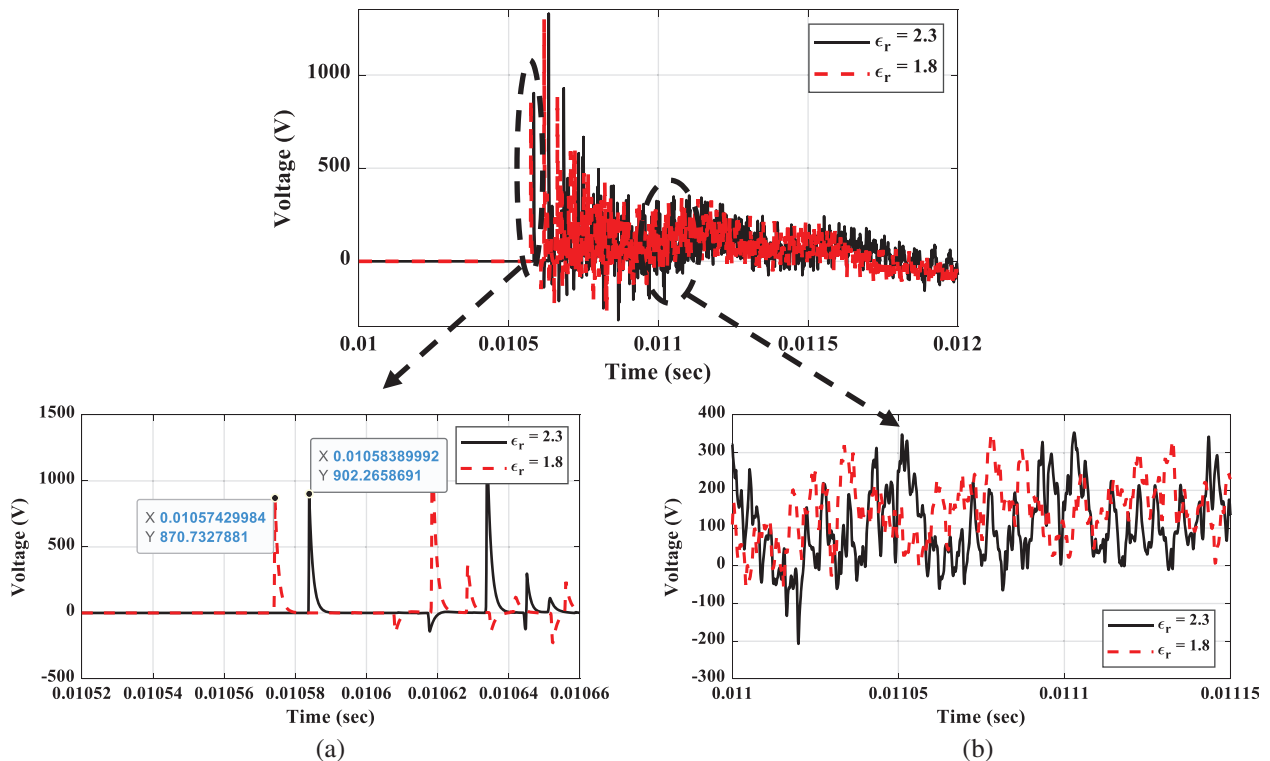 1000
500
0
Voltage (V)
ϵr = 2.3
ϵr = 1.8
0.01
0.0105
0.011
0.0115
0.012
Time (sec)
1500
1000
500
0
-500
Voltage (V)
ϵr = 2.3
ϵr = 1.8
X 0.01058389992
Y 902.2658691
X 0.01057429984
Y 870.7327881
0.01052
0.01054
0.01056
0.01058
0.0106
0.01062
0.01064
0.01066
Time (sec)
(a)
400
300
200
100
0
-100
-200
-300
Voltage (V)
ϵr = 2.3
ϵr = 1.8
0.011
0.01105
0.0111
0.01115
Time (sec)
(b)